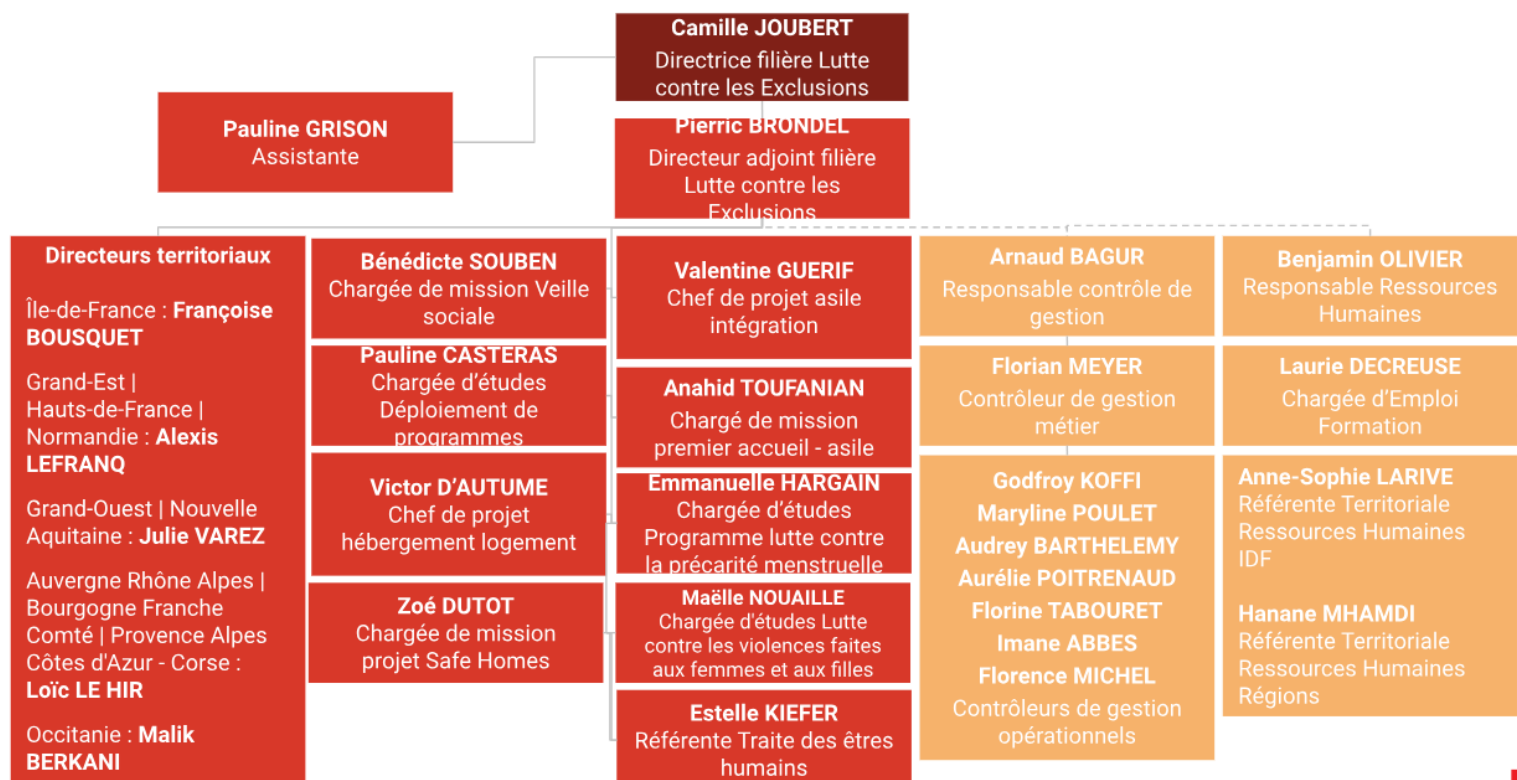 Camille JOUBERT
Directrice filière Lutte
contre les Exclusions
Pauline GRISON
Assistante
Pierric BRONDEL
Directeur adjoint filière
Lutte contre les
Exclusions
Directeurs territoriaux
Île-de-France : Françoise
BOUSQUET
Grand-Est |
Hauts-de-France |
Normandie : Alexis
LEFRANQ
Grand-Ouest | Nouvelle
Aquitaine : Julie VAREZ
Auvergne Rhône Alpes |
Bourgogne Franche
Comté | Provence Alpes
Côtes d'Azur - Corse :
Loïc LE HIR
Occitanie : Malik
BERKANI
Bénédicte SOUBEN
Chargée de mission Veille
sociale
Pauline CASTERAS
Chargée d’études
Déploiement de
programmes
Victor D’AUTUME
Chef de projet
hébergement logement
Zoé DUTOT
Chargée de mission
projet Safe Homes
Valentine GUERIF
Chef de projet asile
intégration
Anahid TOUFANIAN
Chargé de mission
premier accueil - asile
Emmanuelle HARGAIN
Chargée d’études
Programme lutte contre
la précarité menstruelle
Maëlle NOUAILLE
Chargée d'études Lutte
contre les violences faites
aux femmes et aux filles
Estelle KIEFER
Référente Traite des êtres
humains
Arnaud BAGUR
Responsable contrôle de
gestion
Florian MEYER
Contrôleur de gestion
métier
Godfroy KOFFI
Maryline POULET
Audrey BARTHELEMY
Aurélie POITRENAUD
Florine TABOURET
Imane ABBES
Florence MICHEL
Contrôleurs de gestion
opérationnels
Benjamin OLIVIER
Responsable Ressources
Humaines
Laurie DECREUSE
Chargée d’Emploi
Formation
Anne-Sophie LARIVE
Référente Territoriale
Ressources Humaines
IDF
Hanane MHAMDI
Référente Territoriale
Ressources Humaines
Régions